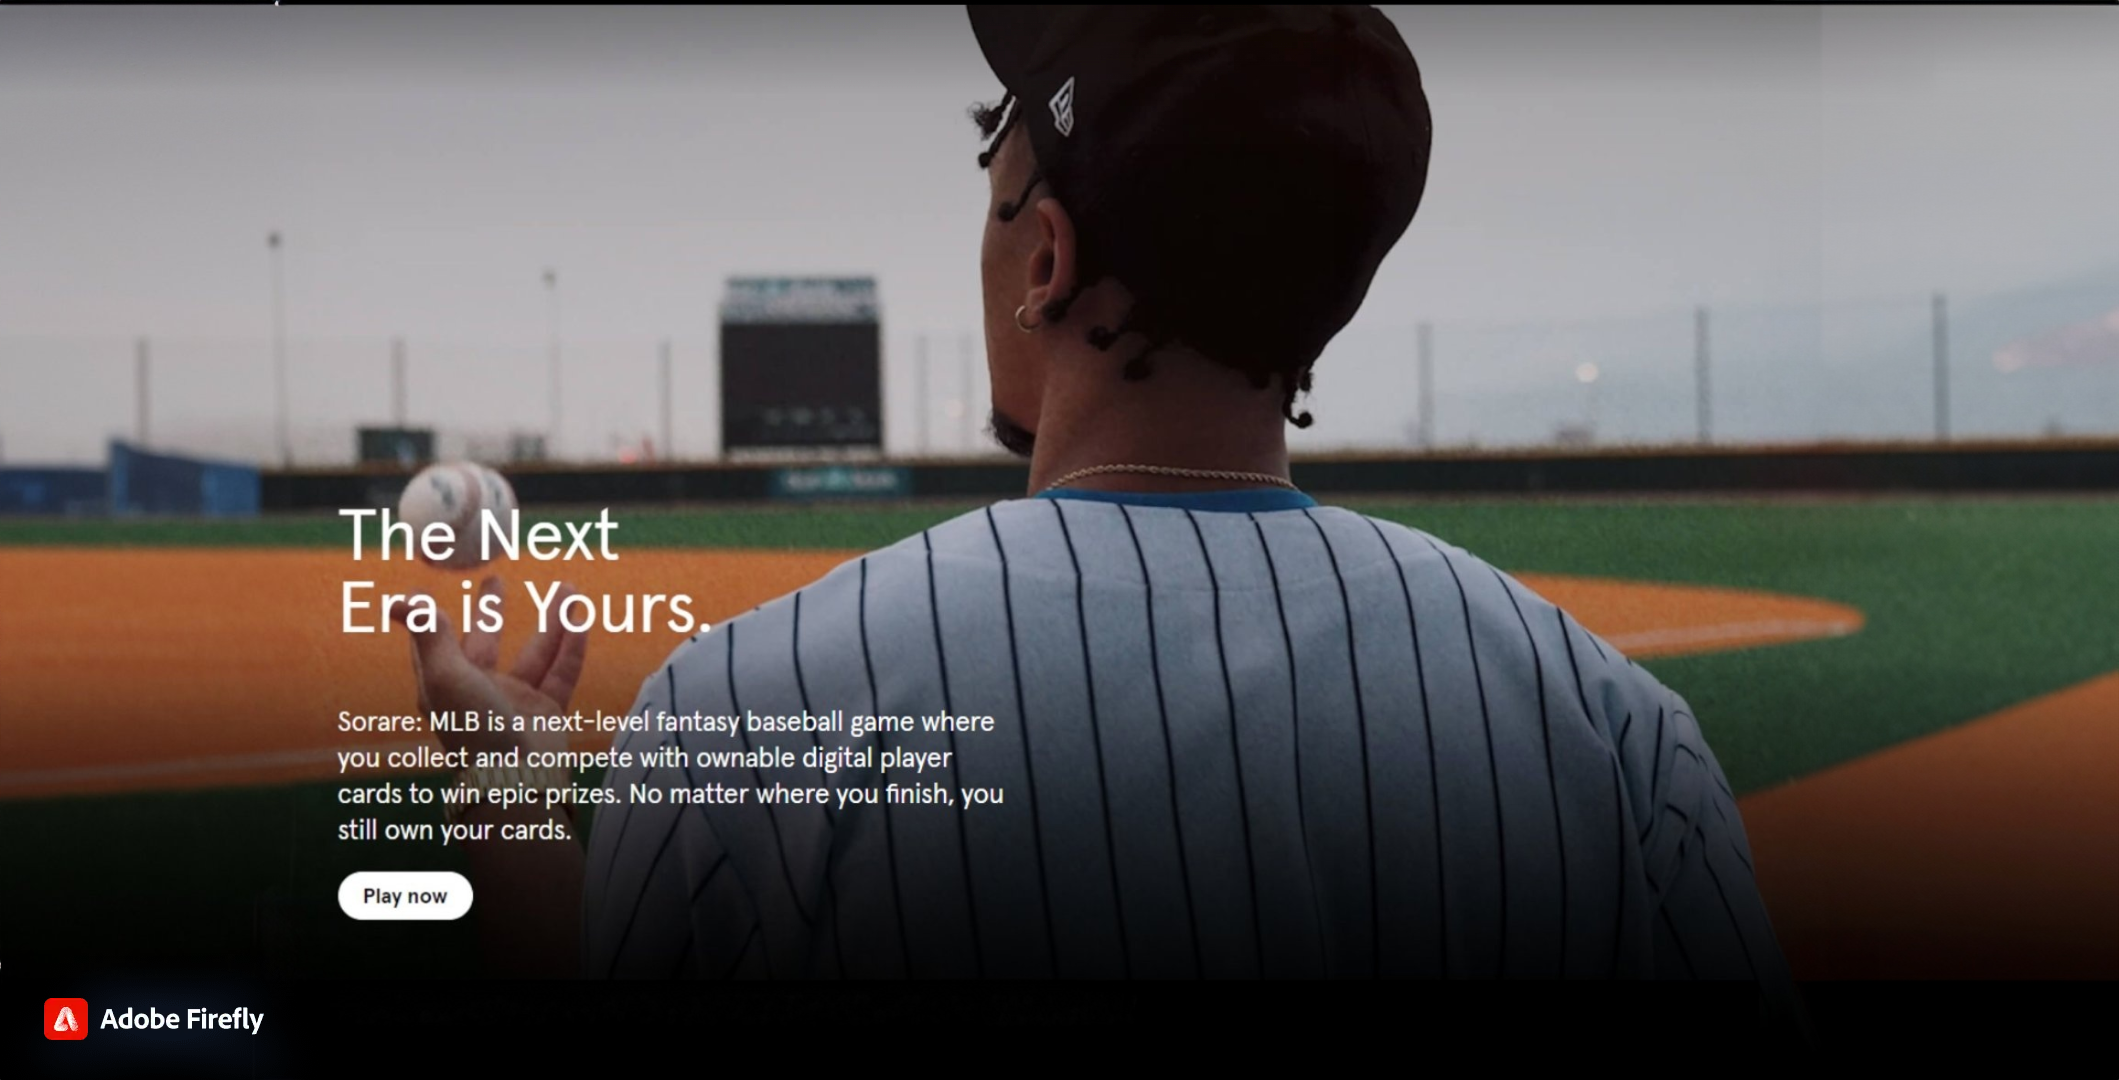 The Next
Era is Yours.
Sorare: MLB is a next-level fantasy baseball game where
you collect and compete with ownable digital player
cards to win epic prizes. No matter where you finish, you
still own your cards.
Play now
Adobe Firefly